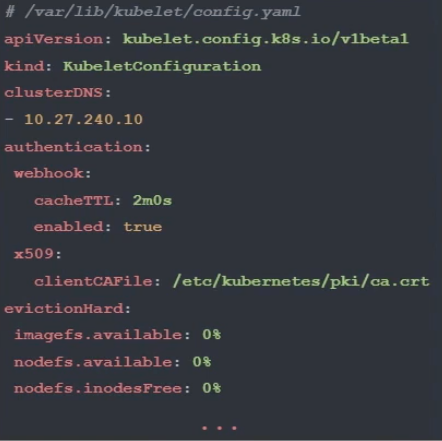 # /var/lib/kubelet/config.yaml
apiVersion: kubelet.config.k8s.io/v1beta1
kind: KubeletConfiguration
clusterDNS:
- 10.27.240.10
authentication:
 webhook:
   cacheTTL: 2m0s
   enabled: true
 x509:
   clientCAFile: /etc/kubernetes/pki/ca.crt
evictionHard:
 imagefs.available: 0%
 nodefs.available: 0%
 nodefs.inodesFree: 0%
...